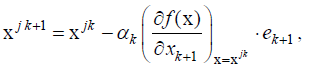 x^{j k+1} = x^{jk} − α_k (∂f(x)/∂x_{k+1})_{x=x^{jk}} · e_{k+1} ,